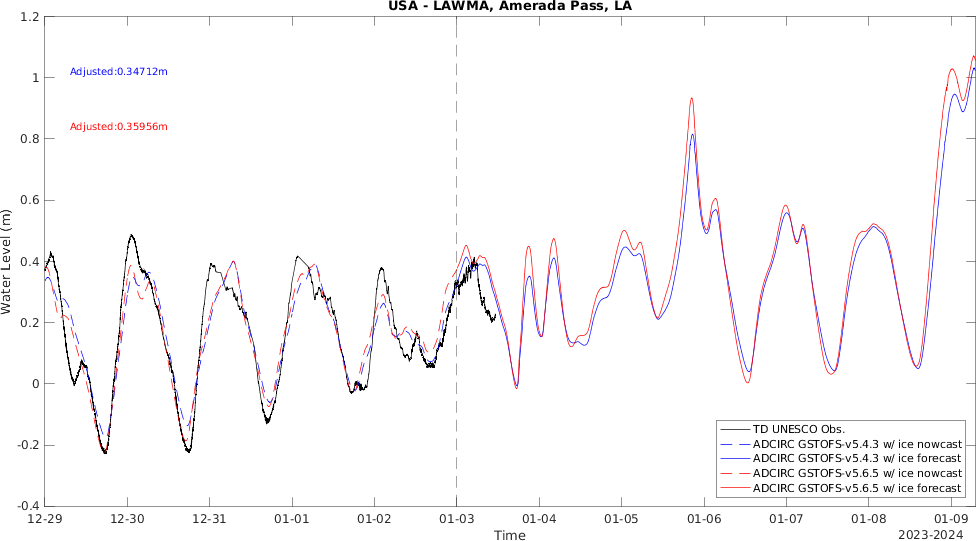 USA - LAWMA, Amerada Pass, LA
1.2
1
0.8
0.6
0.4
0.2
0
-0.2
-0.4
Water Level (m)
Adjusted:0.34712m
Adjusted:0.35956m
TD UNESCO Obs.
ADCIRC GSTOFS-v5.4.3 w/ ice nowcast
ADCIRC GSTOFS-v5.4.3 w/ ice forecast
ADCIRC GSTOFS-v5.6.5 w/ ice nowcast
ADCIRC GSTOFS-v5.6.5 w/ ice forecast
12-29 12-30 12-31 01-01 01-02 01-03 01-04 01-05 01-06 01-07 01-08 01-09
Time
2023-2024